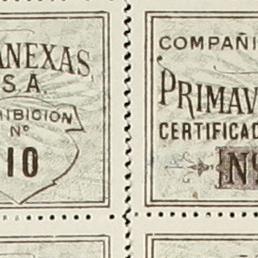 ANEXAS,
S.A.
IBICION
Nº
10
COMPAÑI
PRIMAV
CERTIFICAD
Nº